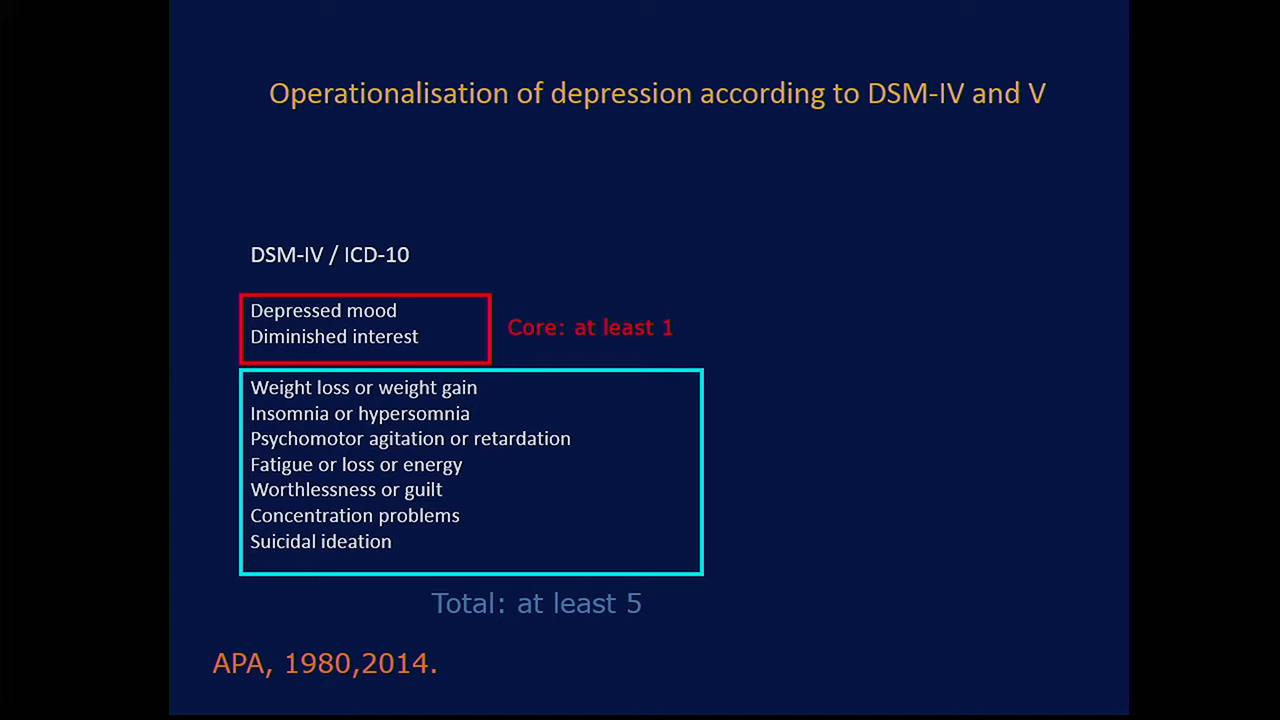 Operationalisation of depression according to DSM-IV and V
DSM-IV / ICD-10
Depressed mood
Diminished interest
Core: at least 1
Weight loss or weight gain
Insomnia or hypersomnia
Psychomotor agitation or retardation
Fatigue or loss or energy
Worthlessness or guilt
Concentration problems
Suicidal ideation
Total: at least 5
APA, 1980,2014.